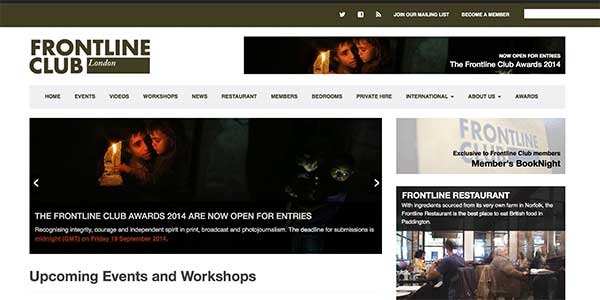 JOIN OUR MAILING LIST
BECOME A MEMBER
FRONTLINE
CLUB London
NOW OPEN FOR ENTRIES
The Frontline Club Awards 2014
HOME
EVENTS
VIDEOS
WORKSHOPS
NEWS
RESTAURANT
MEMBERS
BEDROOMS
PRIVATE HIRE
INTERNATIONAL
ABOUT US
AWARDS
THE FRONTLINE CLUB AWARDS 2014 ARE NOW OPEN FOR ENTRIES
Recognising integrity, courage and independent spirit in print, broadcast and photojournalism. The deadline for submissions is
midnight (GMT) on Friday 19 September 2014.
FRONTLINE
CLUB
Exclusive to Frontline Club members
Member's BookNight
FRONTLINE RESTAURANT
With ingredients sourced from its very own farm in Norfolk, the
Frontline Restaurant is the best place to eat British food in
Paddington.
Upcoming Events and Workshops